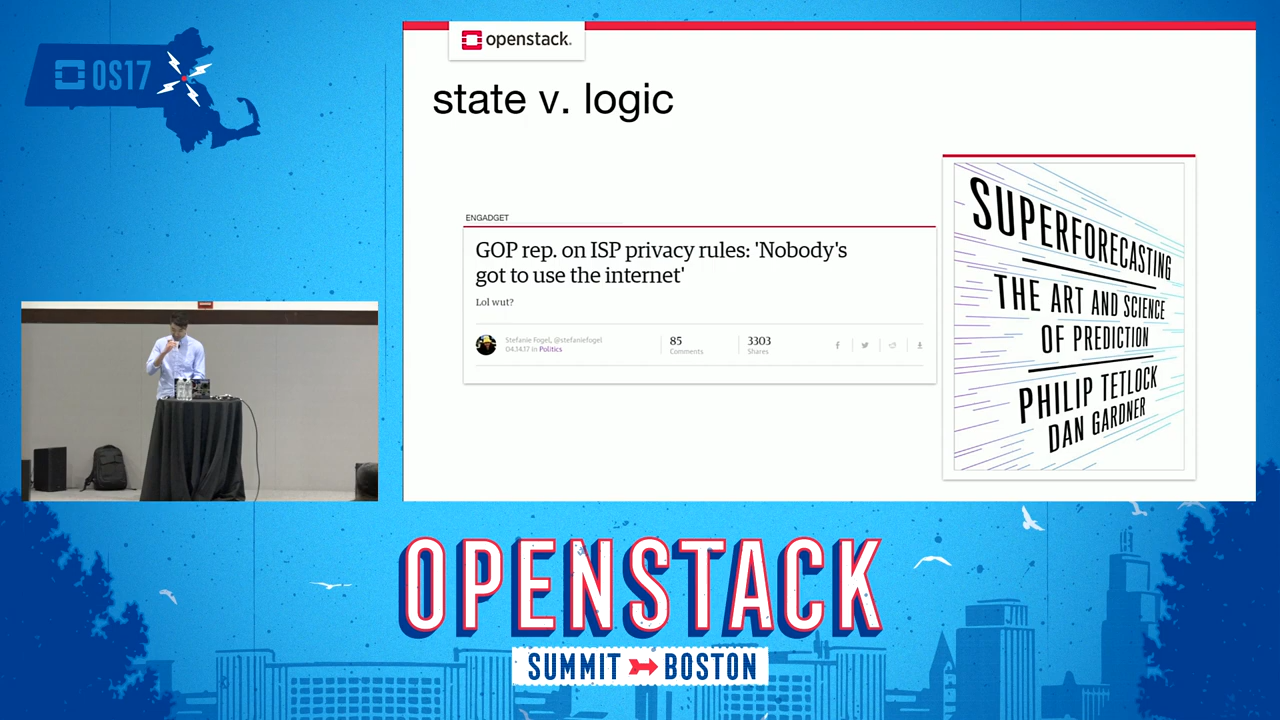 OS17
openstack.
state v. logic
ENGADGET
GOP rep. on ISP privacy rules: 'Nobody's
got to use the internet'
Lol wut?
Stefanie Fogel, @stefaniefogel
04.14.17 in Politics
85
Comments
3303
Shares
SUPERFORECASTING
THE ART AND SCIENCE
OF PREDICTION
PHILIP TETLOCK
DAN GARDNER
OPENSTACK
SUMMIT BOSTON